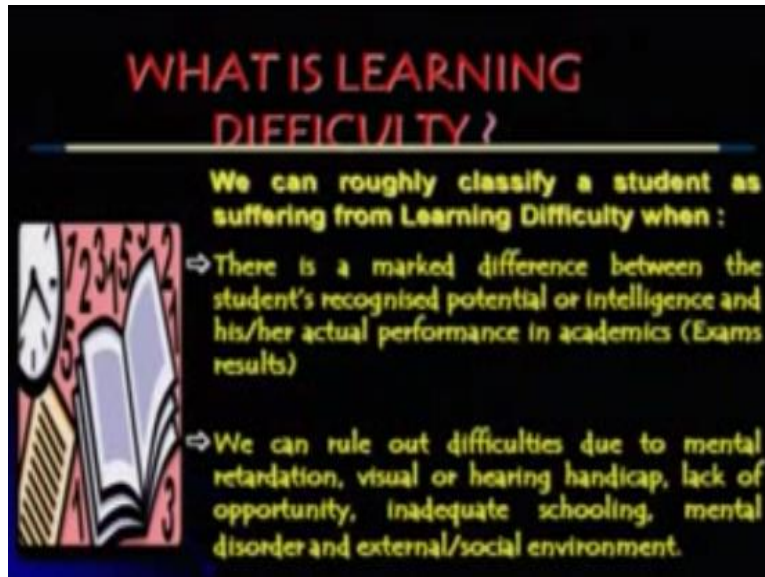 WHAT IS LEARNING
DIFFICULTY ?
We can roughly classify a student as
suffering from Learning Difficulty when :
⇨There is a marked difference between the
student's recognised potential or intelligence and
his/her actual performance in academics (Exams
results)
⇨We can rule out difficulties due to mental
retardation, visual or hearing handicap, lack of
opportunity, inadequate schooling, mental
disorder and external/social environment.